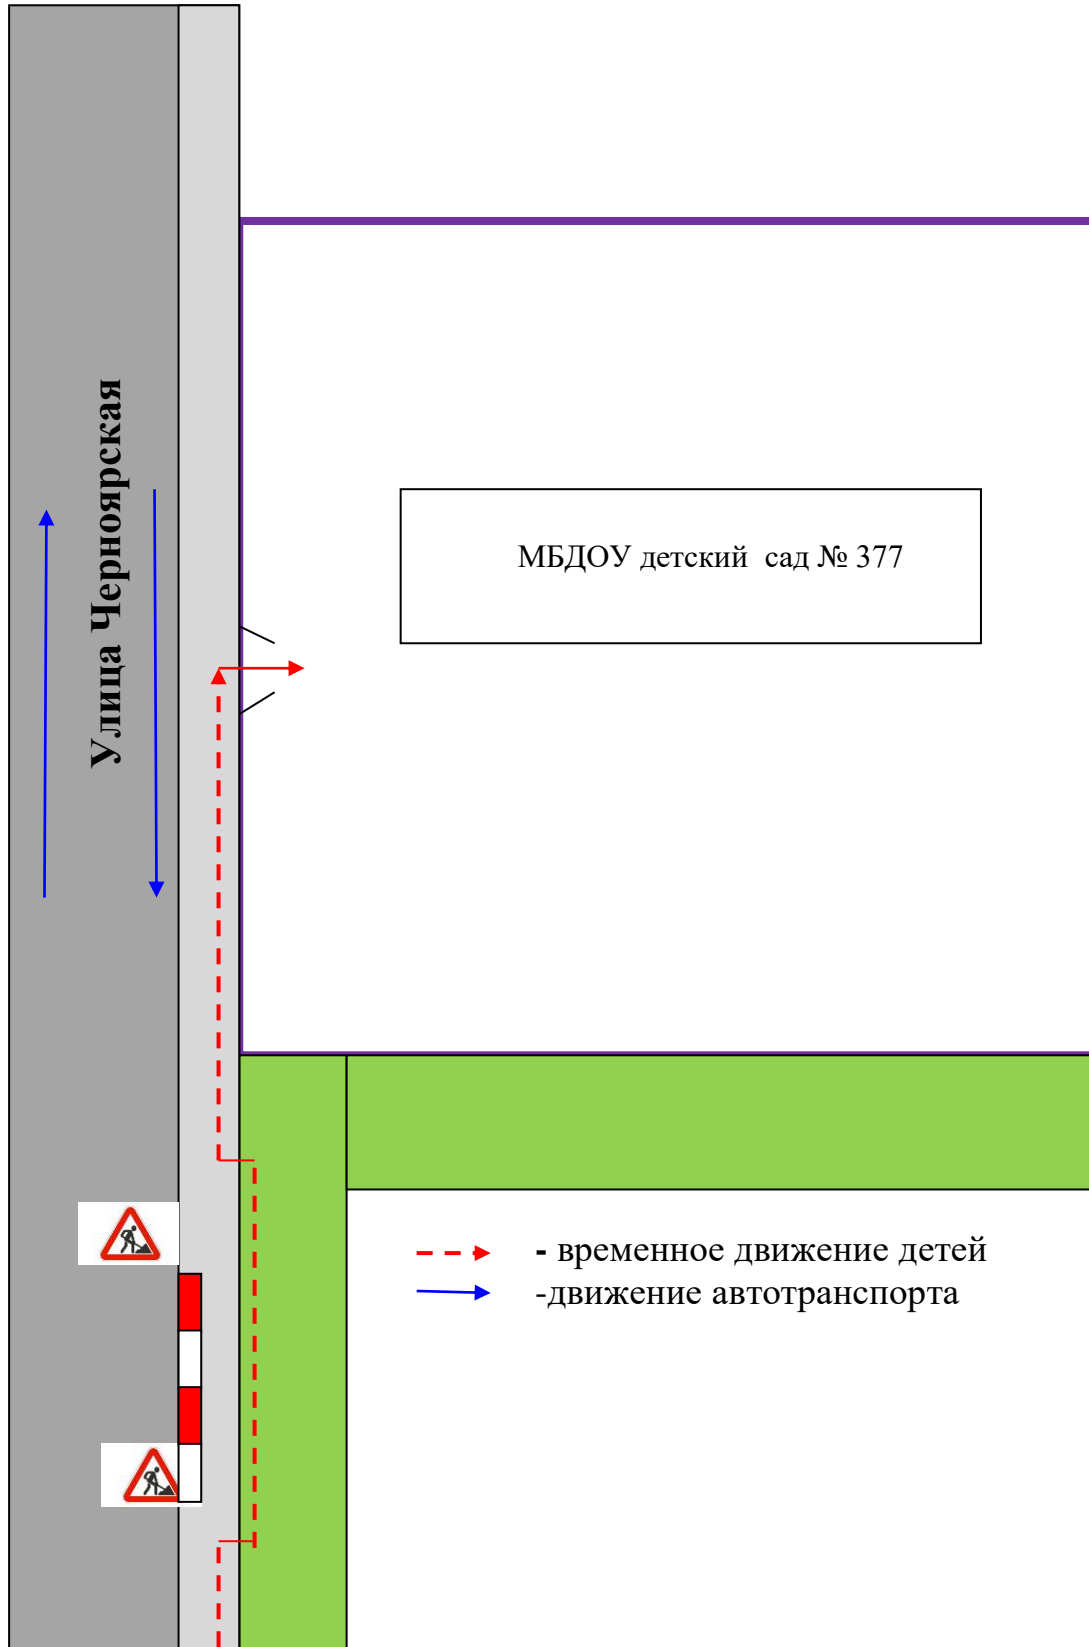 Улица Черноярская
МБДОУ детский сад № 377
- временное движение детей
-движение автотранспорта